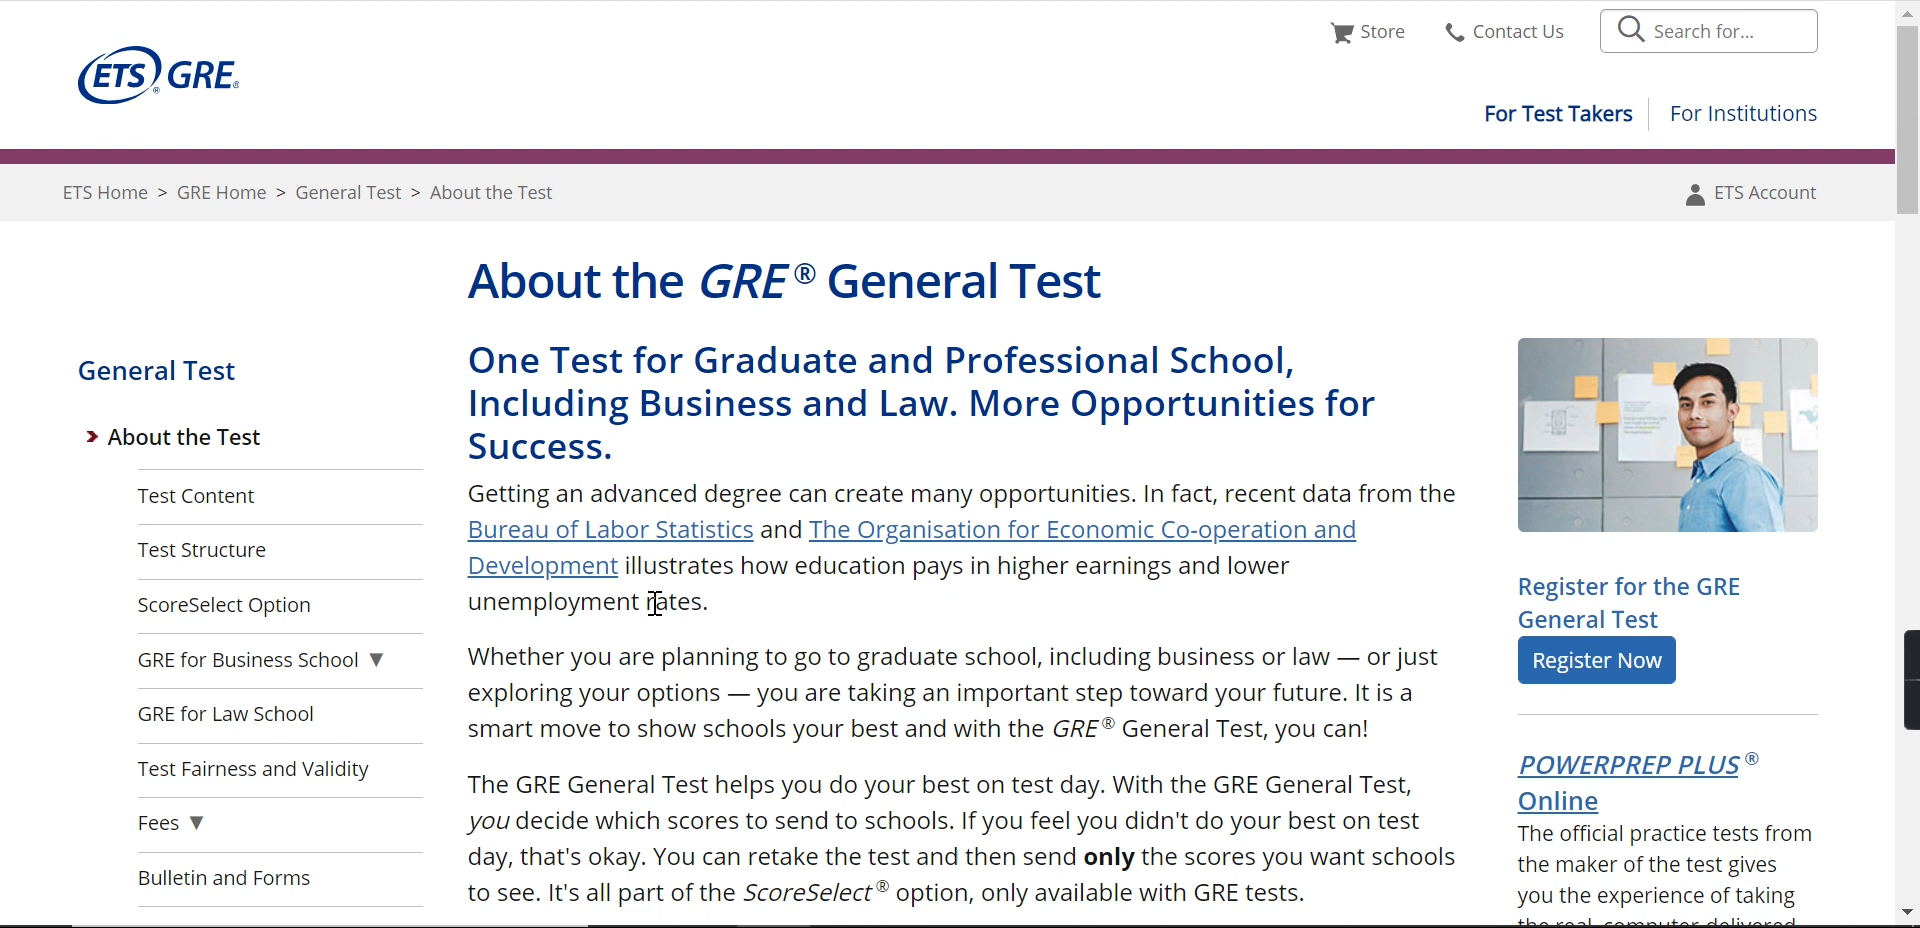 Store
Contact Us
Search for...
ETS® GRE®
For Test Takers
For Institutions
ETS Home > GRE Home > General Test > About the Test
ETS Account
About the GRE® General Test
General Test
About the Test
Test Content
Test Structure
ScoreSelect Option
GRE for Business School ▼
GRE for Law School
Test Fairness and Validity
Fees ▼
Bulletin and Forms
One Test for Graduate and Professional School,
Including Business and Law. More Opportunities for
Success.
Getting an advanced degree can create many opportunities. In fact, recent data from the
Bureau of Labor Statistics and The Organisation for Economic Co-operation and
Development illustrates how education pays in higher earnings and lower
unemployment rates.
Whether you are planning to go to graduate school, including business or law — or just
exploring your options — you are taking an important step toward your future. It is a
smart move to show schools your best and with the GRE® General Test, you can!
The GRE General Test helps you do your best on test day. With the GRE General Test,
you decide which scores to send to schools. If you feel you didn't do your best on test
day, that's okay. You can retake the test and then send only the scores you want schools
to see. It's all part of the ScoreSelect® option, only available with GRE tests.
Register for the GRE
General Test
Register Now
POWERPREP PLUS®
Online
The official practice tests from
the maker of the test gives
you the experience of taking